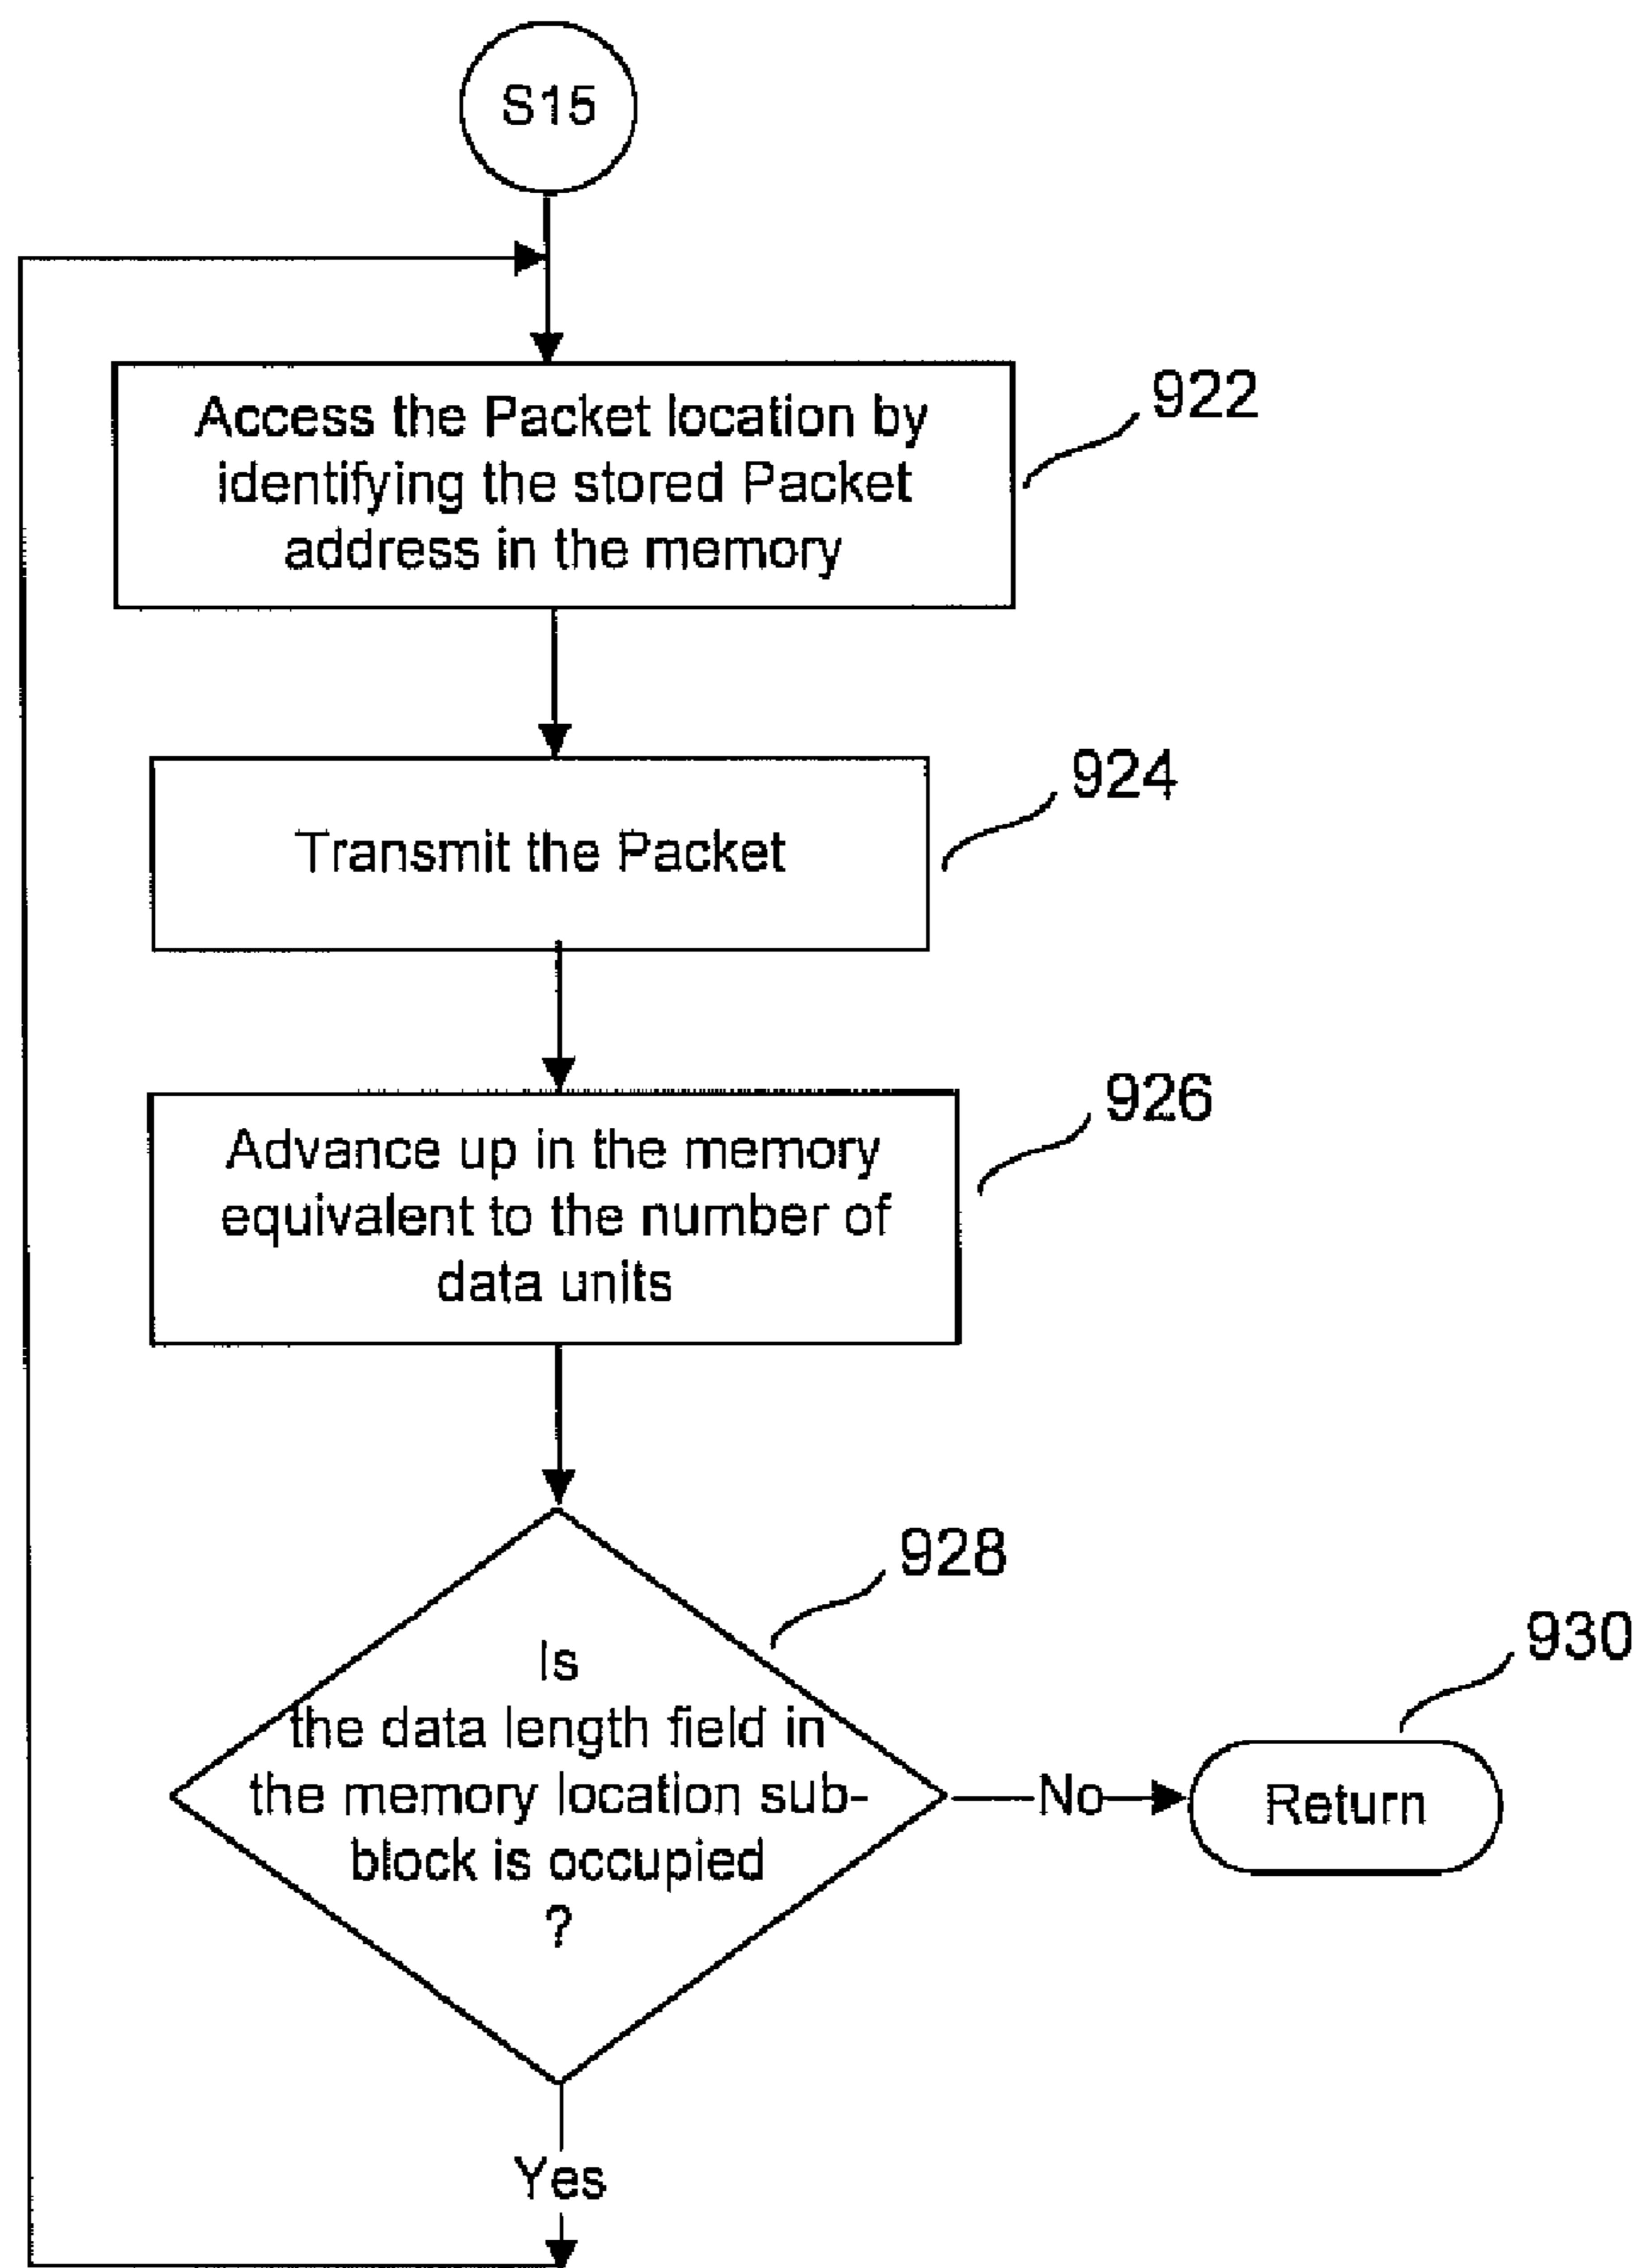 S15
Access the Packet location by
identifying the stored Packet
address in the memory
922
Transmit the Packet
924
Advance up in the memory
equivalent to the number of
data units
926
Is
the data length field in
the memory location sub-
block is occupied
?
928
No
Return
930
Yes